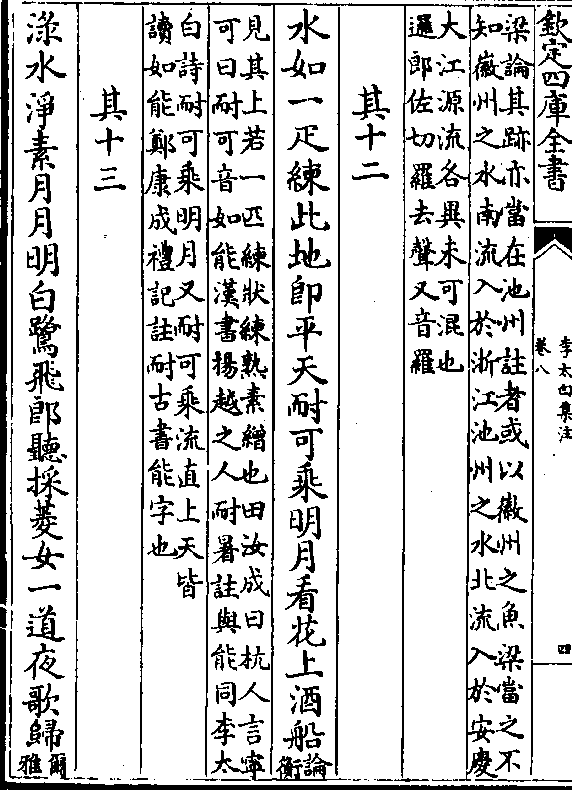 欽定四庫全書
李太白集注
卷八
四
梁論其跡亦當在池州註者或以徽州之魚梁當之不
知徽州之水南流入於浙江池州之水北流入於安慶
大江源流各異未可混也
邏郎佐切羅去聲又音羅
其十二
水如一疋練此地即平天耐可乘明月看花上酒船論
衡
見其上若一匹練狀練熟素繒也田汝成曰杭人言寧
可曰耐可音如能漢書揚越之人耐暑註與能同李太
白詩耐可乘明月又耐可乘流直上天皆
讀如能鄭康成禮記註耐古書能字也
其十三
淥水淨素月月明白鷺飛郎聽採菱女一道夜歌歸爾
雅